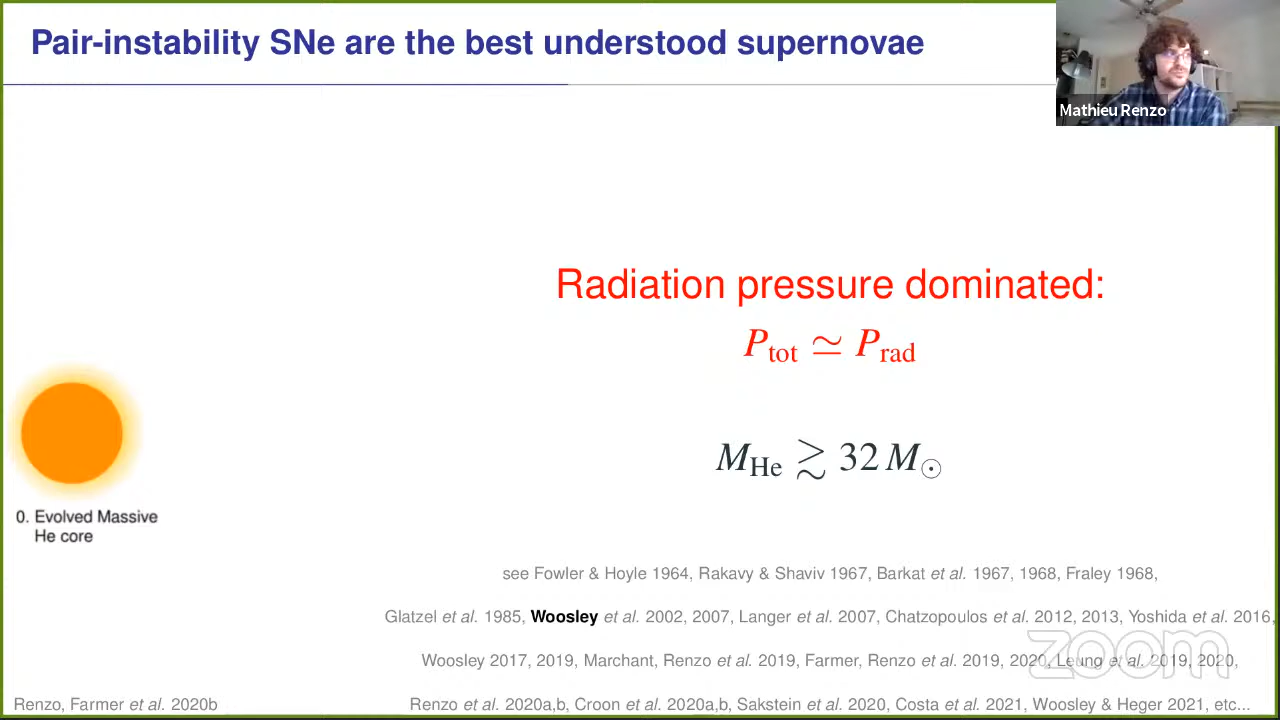 Pair-instability SNe are the best understood supernovae
Mathieu Renzo
Radiation pressure dominated:
P_tot ≃ P_rad
M_He ≳ 32 M_⊙
0. Evolved Massive
He core
see Fowler & Hoyle 1964, Rakavy & Shaviv 1967, Barkat et al. 1967, 1968, Fraley 1968,
Glatzel et al. 1985, Woosley et al. 2002, 2007, Langer et al. 2007, Chatzopoulos et al. 2012, 2013, Yoshida et al. 2016,
Woosley 2017, 2019, Marchant, Renzo et al. 2019, Farmer, Renzo et al. 2019, 2020, Leung et al. 2019, 2020,
zoom
Renzo, Farmer et al. 2020b
Renzo et al. 2020a,b, Croon et al. 2020a,b, Sakstein et al. 2020, Costa et al. 2021, Woosley & Heger 2021, etc...